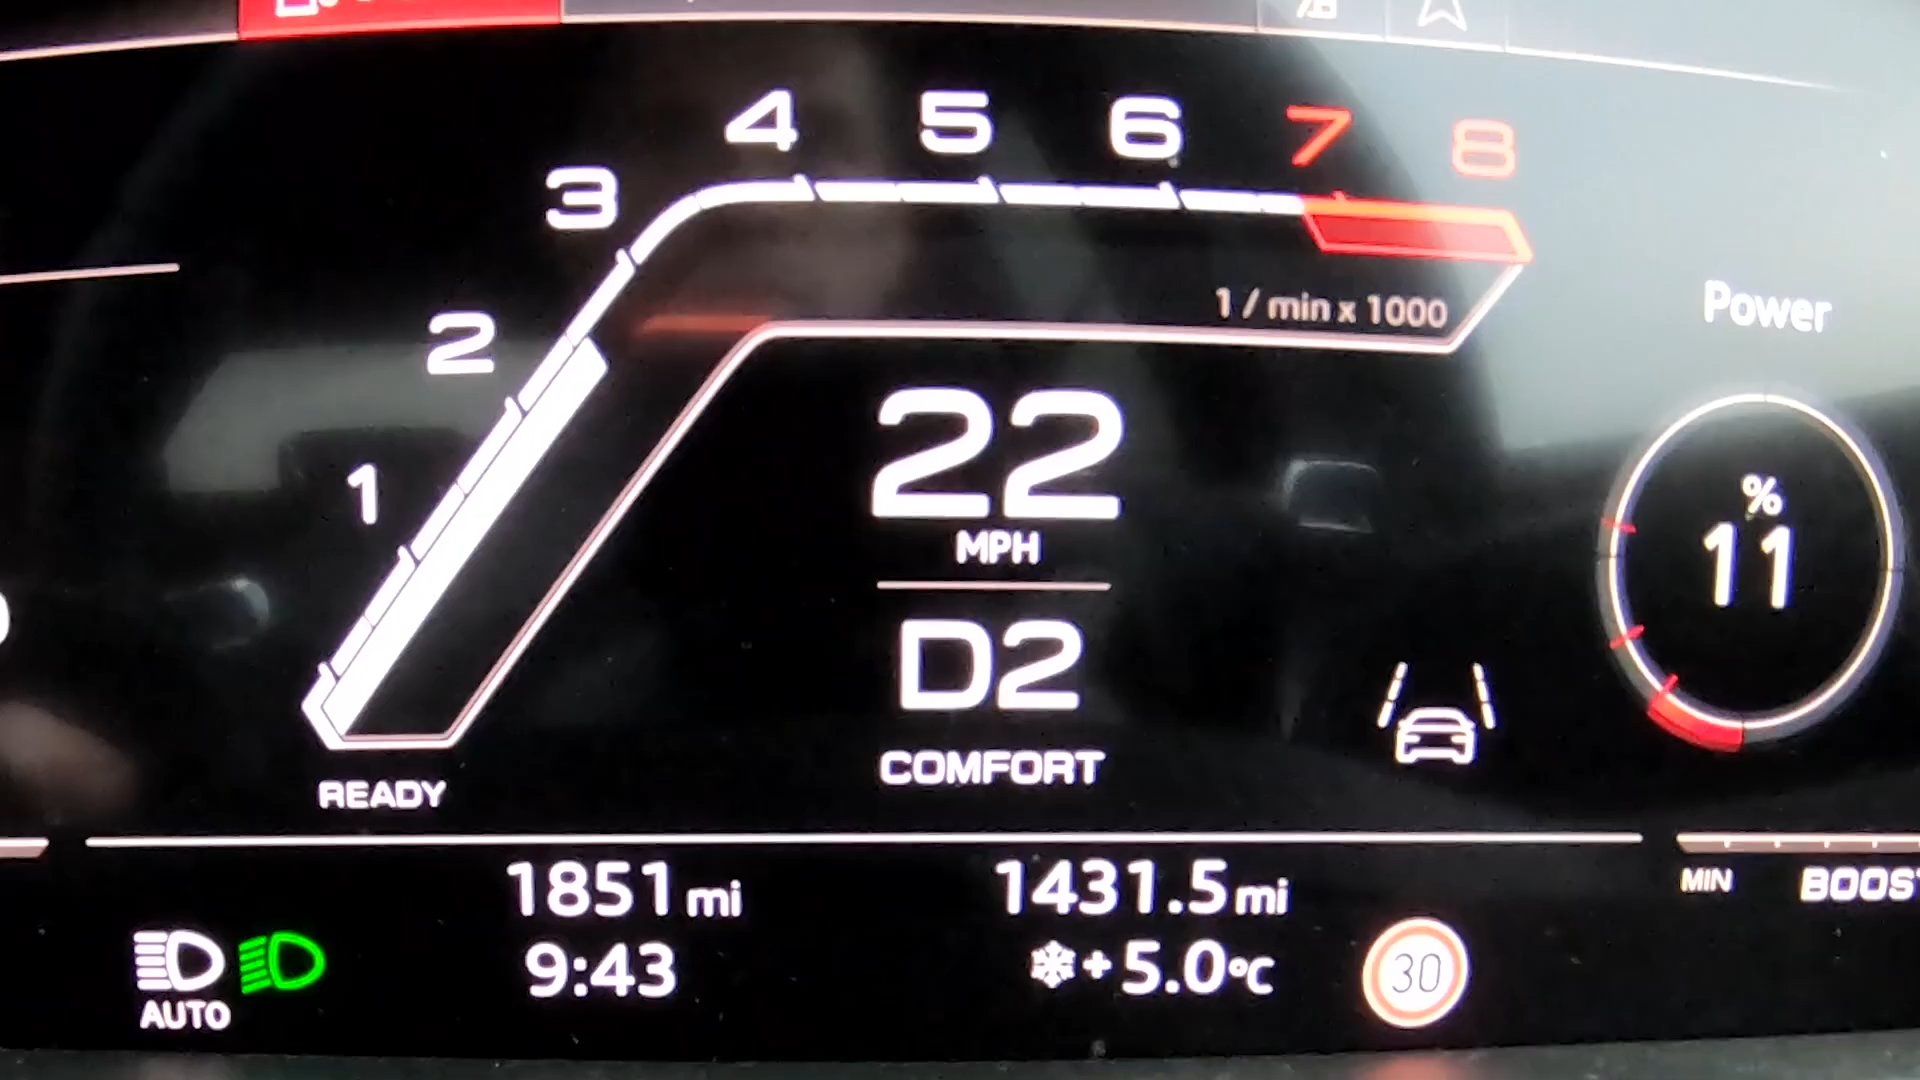 4 5 6 7 8
3
2
1
1 / min x 1000
Power
22
MPH
%
11
D2
COMFORT
READY
1851 mi
1431.5 mi
MIN
9:43
+5.0°C
30
AUTO